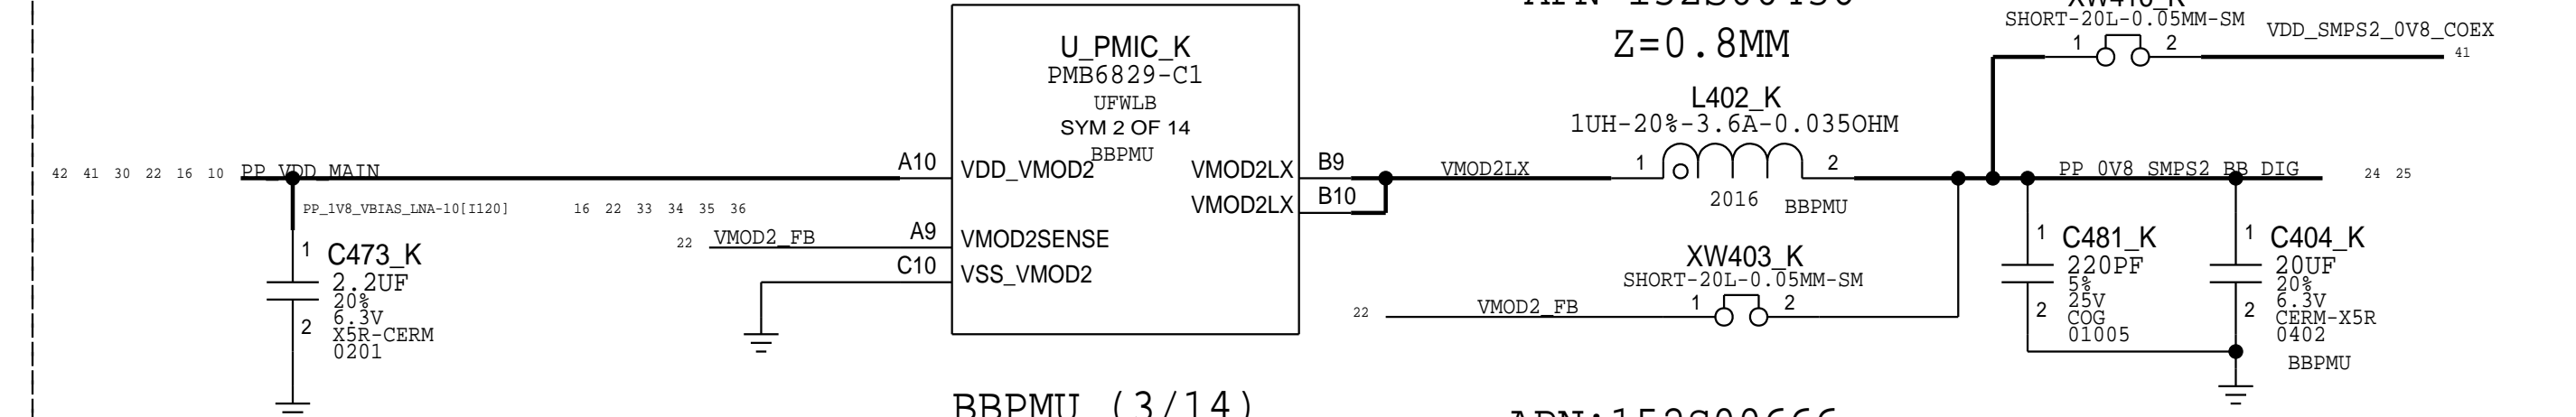 Z=0.8MM
SHORT-20L-0.05MM-SM
VDD_SMPS2_0V8_COEX
1 2
41
U_PMIC_K
PMB6829-C1
UFWLB
SYM 2 OF 14
BBPMU
L402_K
1UH-20%-3.6A-0.035OHM
42 41 30 22 16 10 PP_VDD_MAIN
A10 VDD_VMOD2
VMOD2LX B9
VMOD2LX
1 2
2016
BBPMU
PP_0V8_SMPS2_BB_DIG
24 25
VMOD2LX B10
PP_1V8_VBIAS_LNA-10[I120] 16 22 33 34 35 36
22 VMOD2_FB A9 VMOD2SENSE
C10 VSS_VMOD2
1
C473_K
2.2UF
20%
6.3V
2
X5R-CERM
0201
XW403_K
SHORT-20L-0.05MM-SM
22 VMOD2_FB 1 2
1
C481_K
220PF
5%
25V
2
COG
01005
1
C404_K
20UF
20%
6.3V
2
CERM-X5R
0402
BBPMU
BBPMU (3/14)